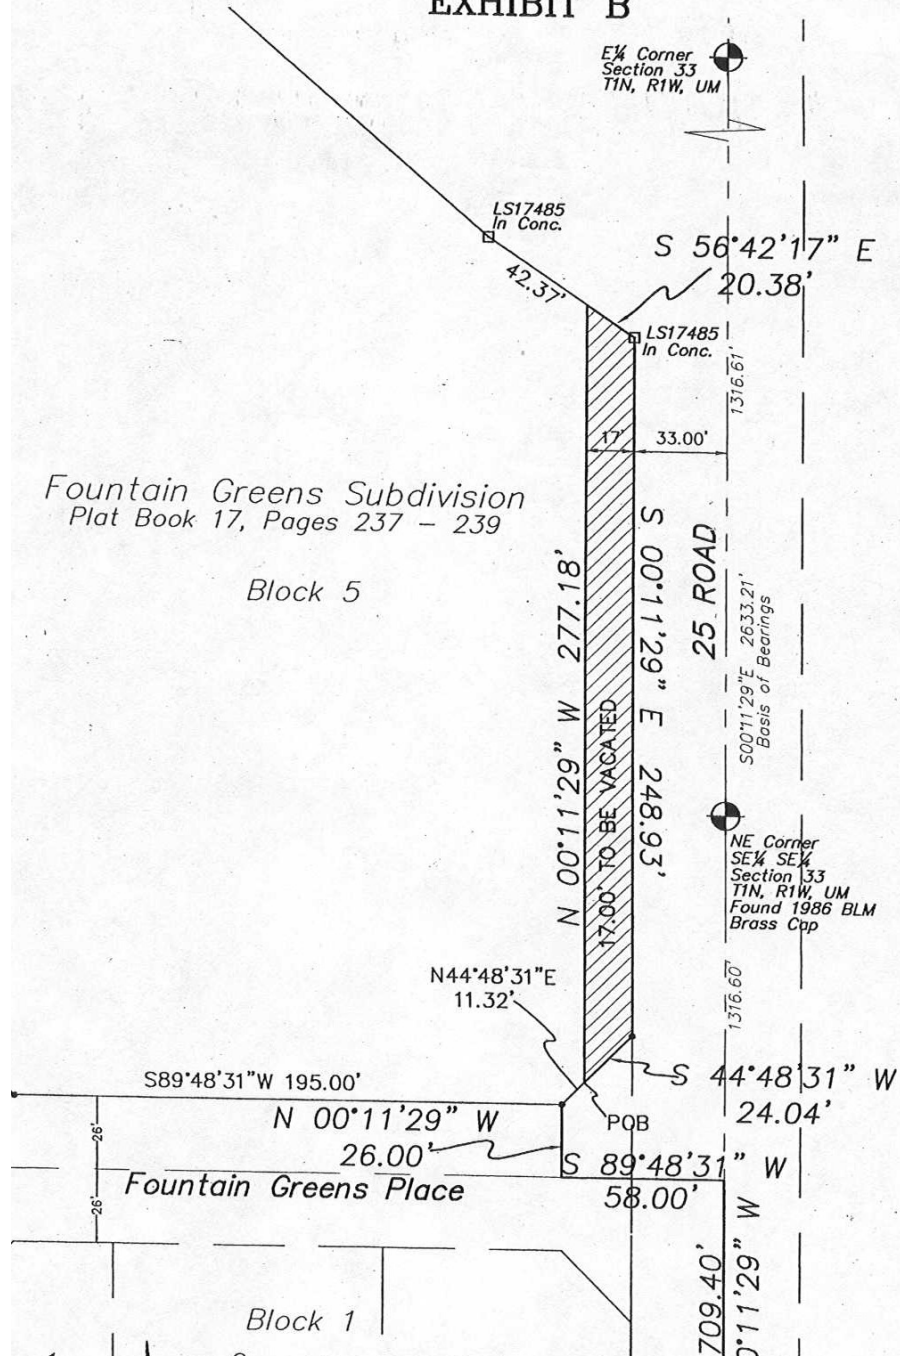 EXHIBIT B
E¼ Corner
Section 33
T1N, R1W, UM
LS17485
In Conc.
S 56°42'17" E
20.38'
42.37'
LS17485
In Conc.
1316.61'
17'
33.00'
Fountain Greens Subdivision
Plat Book 17, Pages 237 – 239
Block 5
N 00°11'29" W 277.18'
17.00' TO BE VACATED
S 00°11'29" E 248.93'
25 ROAD
S00°11'29"E 2633.21'
Basis of Bearings
NE Corner
SE¼ SE¼
Section 33
T1N, R1W, UM
Found 1986 BLM
Brass Cap
1316.60'
N44°48'31"E
11.32'
S 44°48'31" W
24.04'
POB
S89°48'31"W 195.00'
N 00°11'29" W
26.00'
26'
26'
S 89°48'31" W
58.00'
Fountain Greens Place
709.40'
0°11'29" W
Block 1